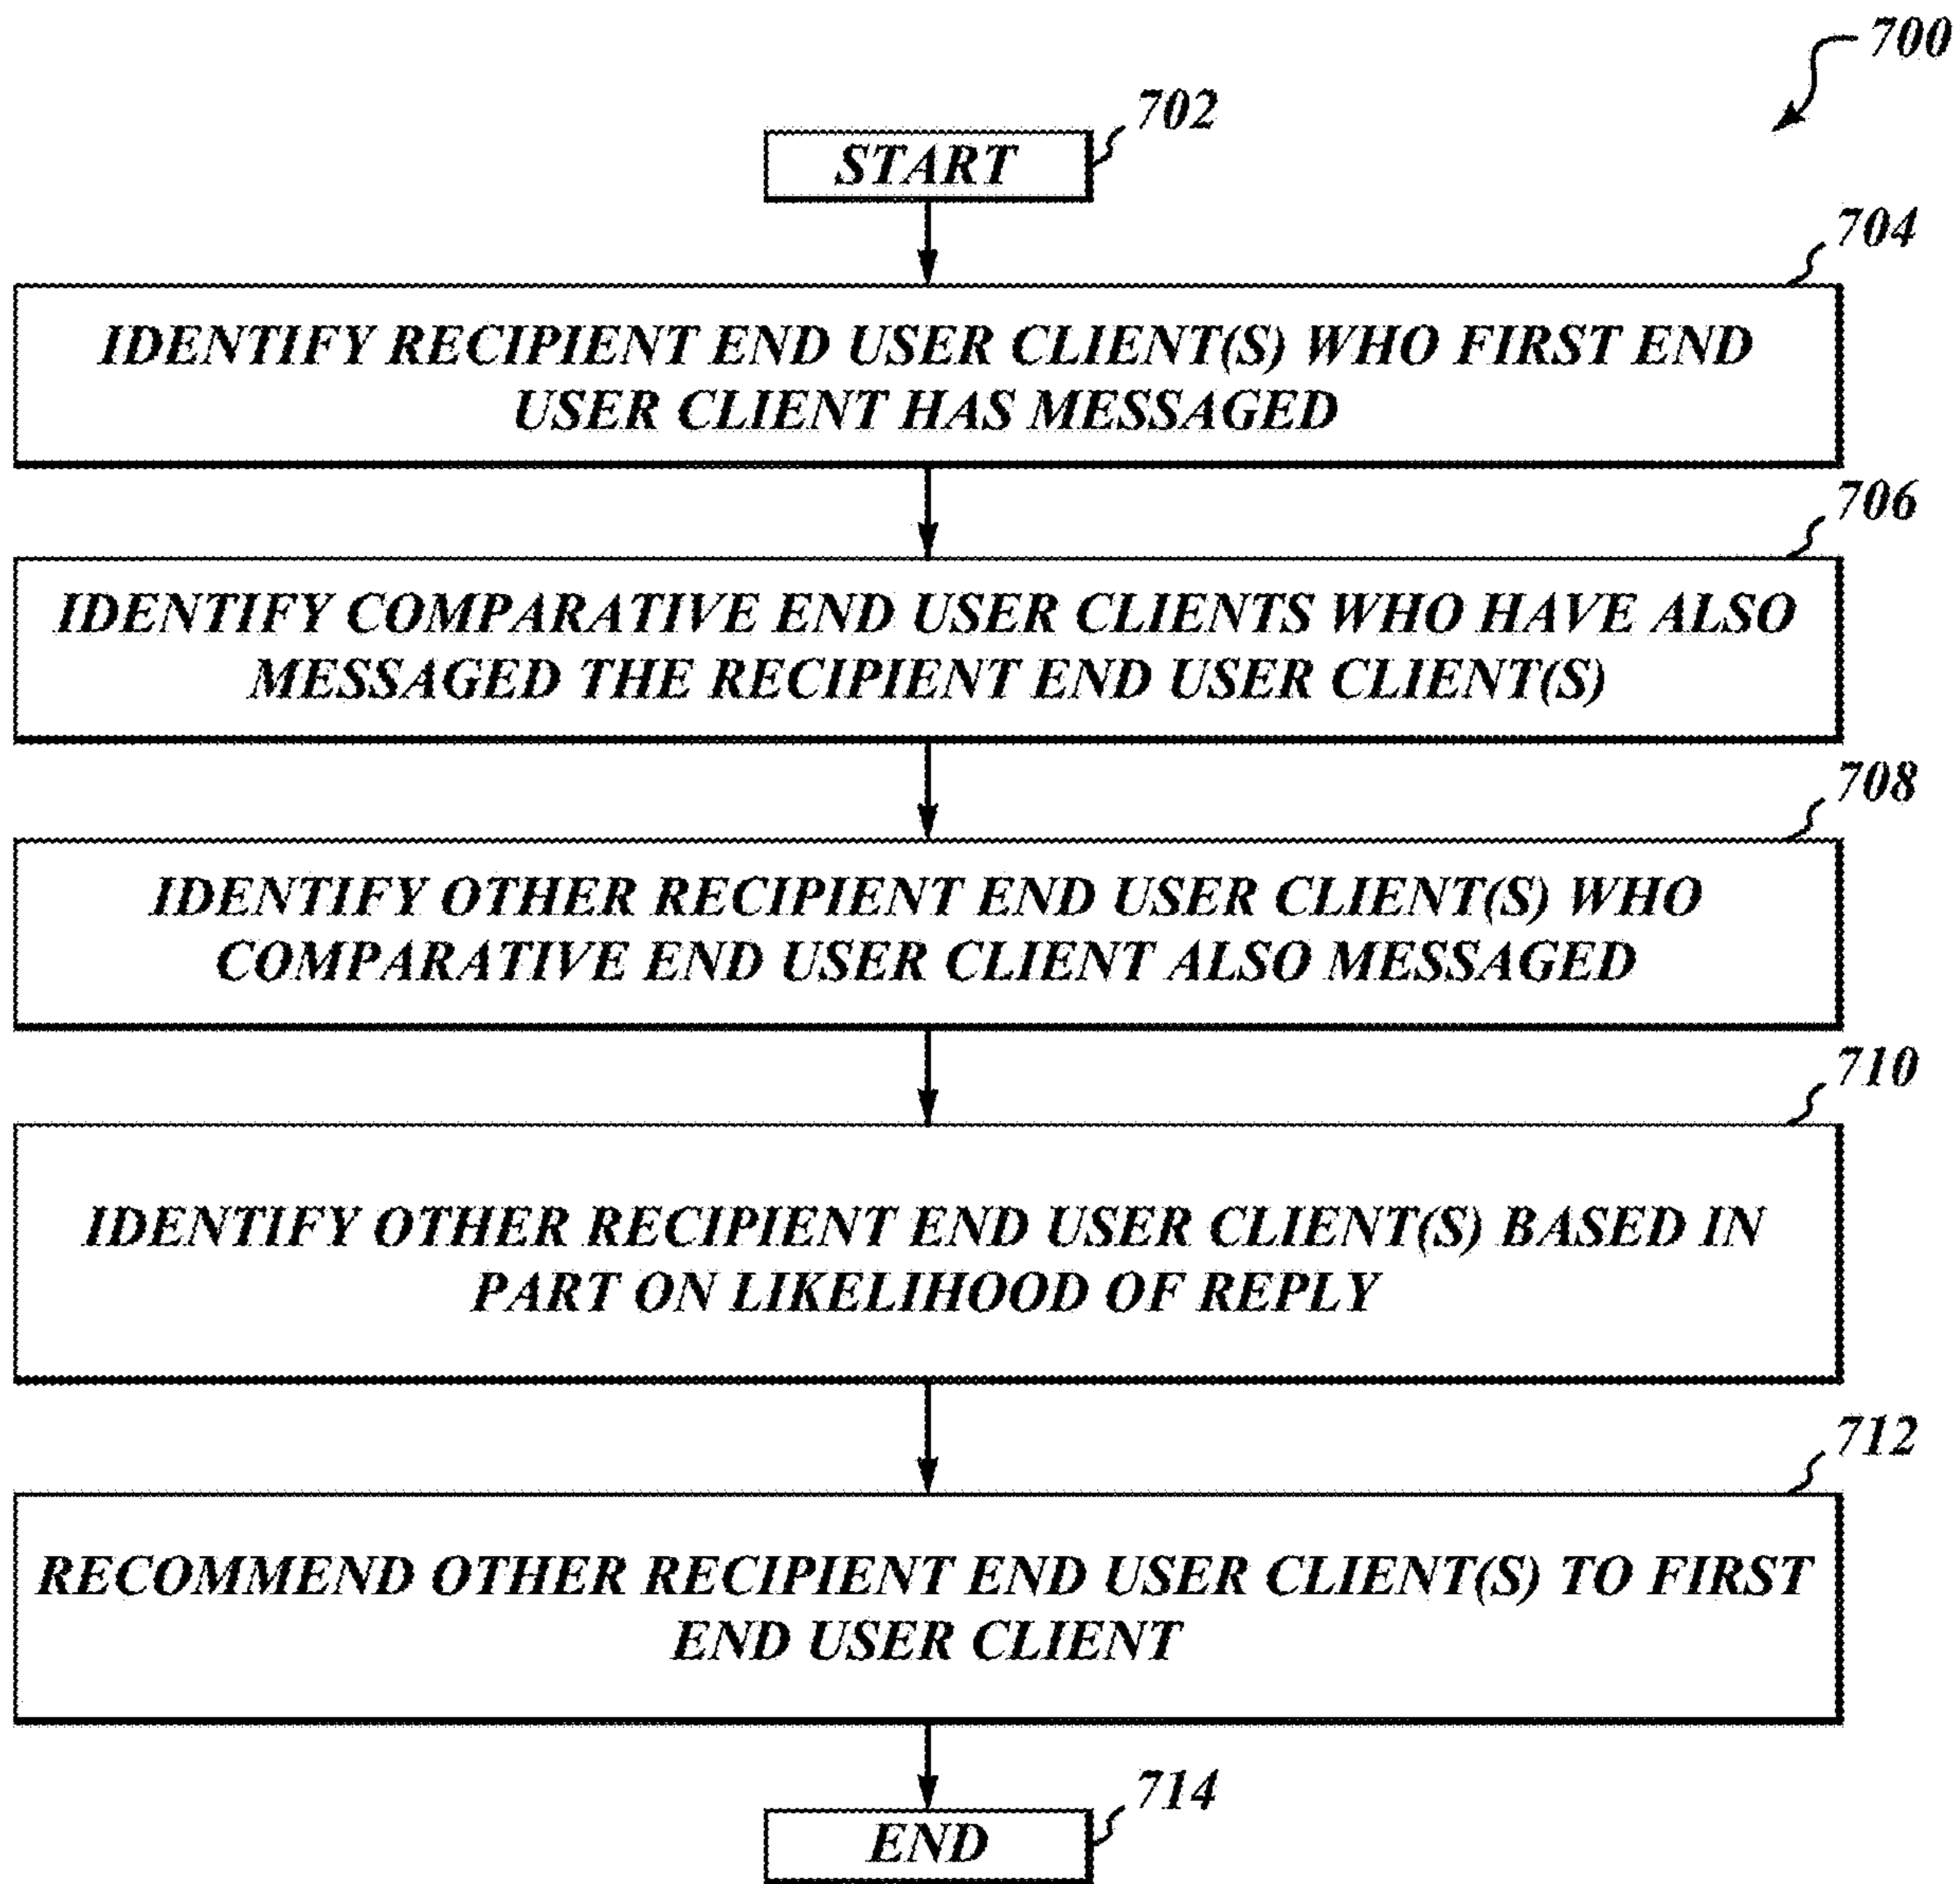 700
702
START
704
IDENTIFY RECIPIENT END USER CLIENT(S) WHO FIRST END
USER CLIENT HAS MESSAGED
706
IDENTIFY COMPARATIVE END USER CLIENTS WHO HAVE ALSO
MESSAGED THE RECIPIENT END USER CLIENT(S)
708
IDENTIFY OTHER RECIPIENT END USER CLIENT(S) WHO
COMPARATIVE END USER CLIENT ALSO MESSAGED
710
IDENTIFY OTHER RECIPIENT END USER CLIENT(S) BASED IN
PART ON LIKELIHOOD OF REPLY
712
RECOMMEND OTHER RECIPIENT END USER CLIENT(S) TO FIRST
END USER CLIENT
714
END